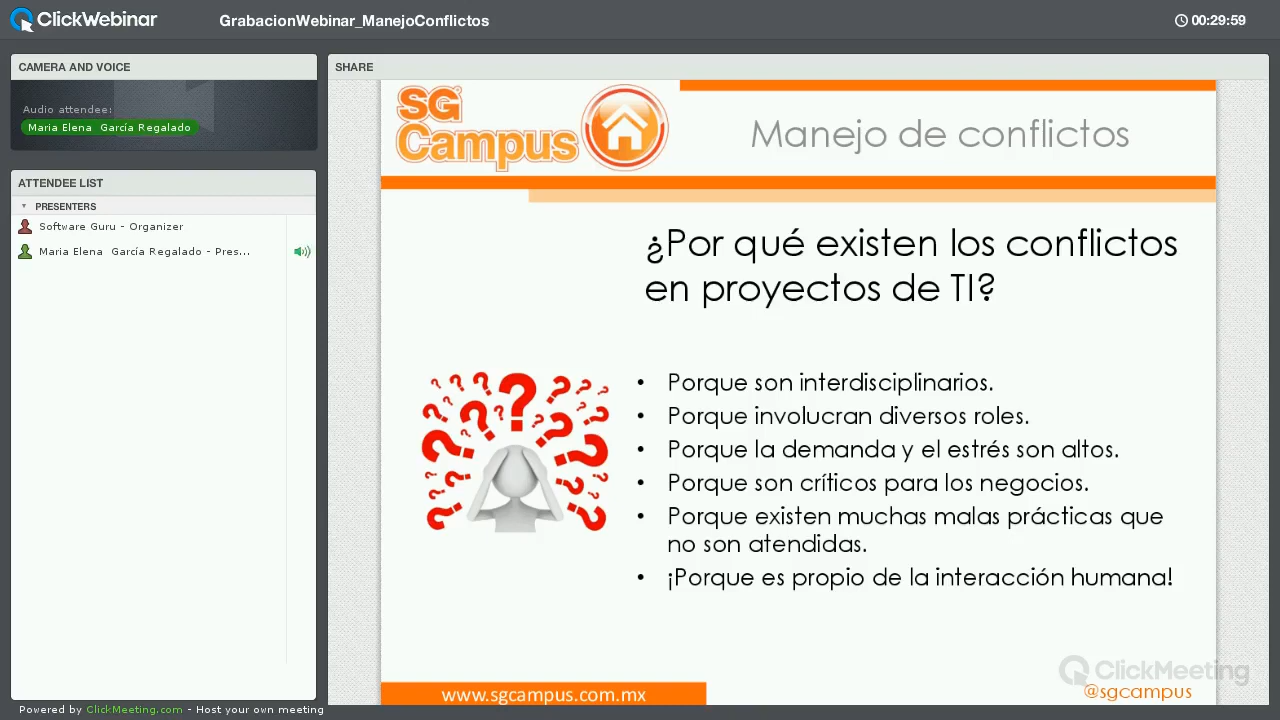 ClickWebinar
GrabacionWebinar_ManejoConflictos
00:29:59
CAMERA AND VOICE
Audio attendee:
Maria Elena García Regalado
ATTENDEE LIST
PRESENTERS
Software Guru - Organizer
Maria Elena García Regalado - Pres...
SHARE
SG
Campus
Manejo de conflictos
¿Por qué existen los conflictos
en proyectos de TI?
• Porque son interdisciplinarios.
• Porque involucran diversos roles.
• Porque la demanda y el estrés son altos.
• Porque son críticos para los negocios.
• Porque existen muchas malas prácticas que
no son atendidas.
• ¡Porque es propio de la interacción humana!
ClickMeeting
www.sgcampus.com.mx
@sgcampus
Powered by ClickMeeting.com - Host your own meeting